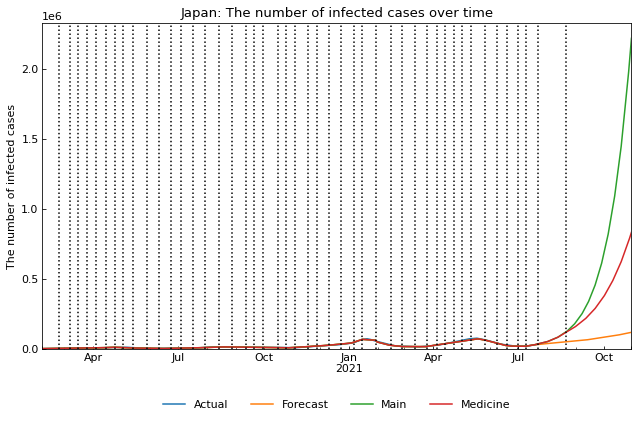 Japan: The number of infected cases over time
1e6
The number of infected cases
2.0
1.5
1.0
0.5
0.0
Apr Jul Oct Jan Apr Jul Oct
2021
Actual Forecast Main Medicine